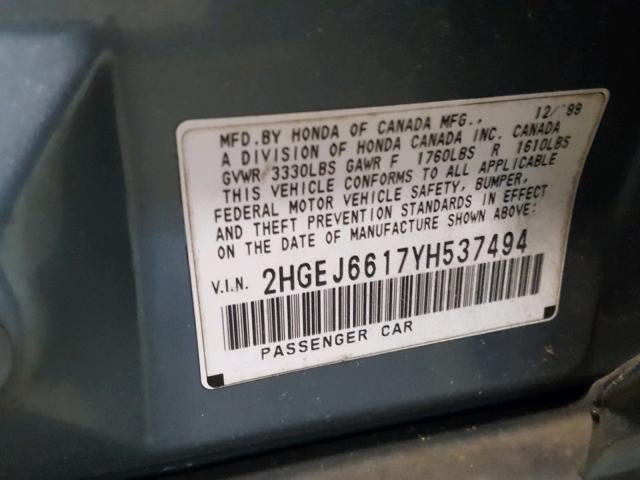 MFD.BY HONDA OF CANADA MFG., 12/'99
A DIVISION OF HONDA CANADA INC. CANADA
GVWR 3330LBS GAWR F 1760LBS R 1610LBS
THIS VEHICLE CONFORMS TO ALL APPLICABLE
FEDERAL MOTOR VEHICLE SAFETY, BUMPER,
AND THEFT PREVENTION STANDARDS IN EFFECT
ON THE DATE OF MANUFACTURE SHOWN ABOVE:
V.I.N. 2HGEJ6617YH537494
PASSENGER CAR